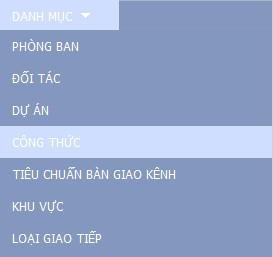 DANH MỤC
PHÒNG BAN
ĐỐI TÁC
DỰ ÁN
CÔNG THỨC
TIÊU CHUẨN BÀN GIAO KÊNH
KHU VỰC
LOẠI GIAO TIẾP